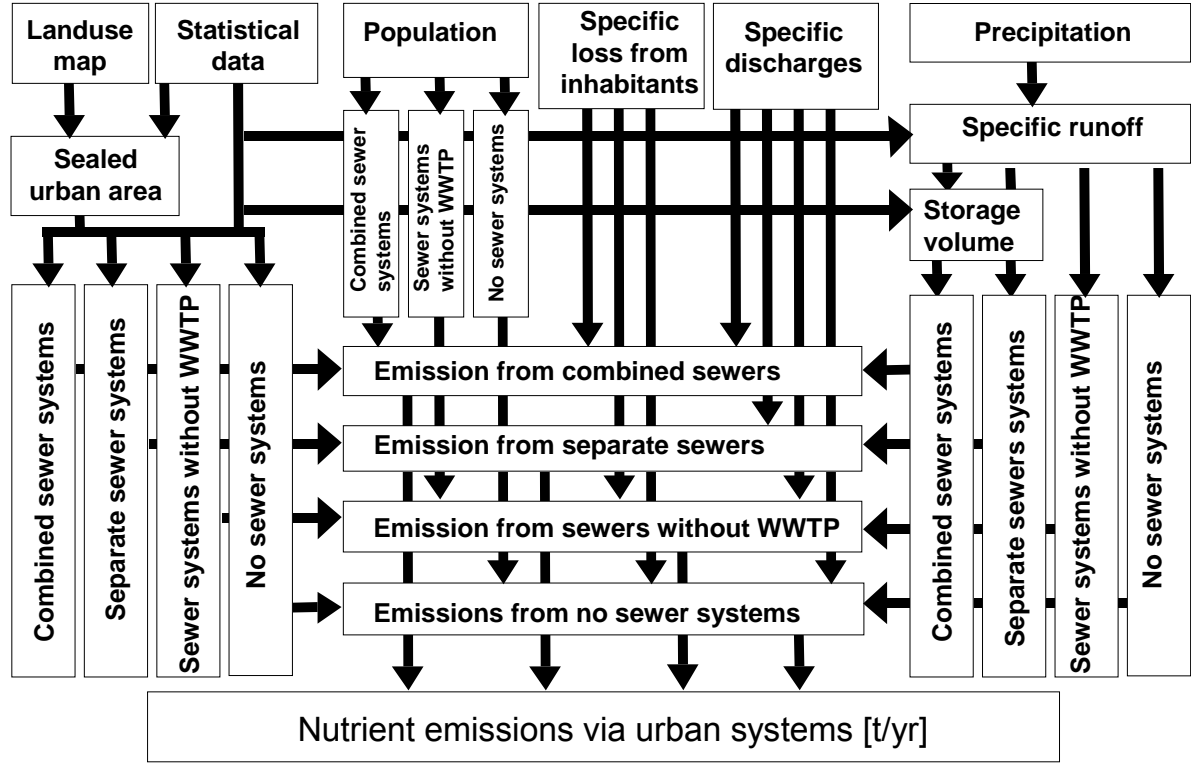 Landuse
map
Statistical
data
Population
Specific
loss from
inhabitants
Specific
discharges
Precipitation
Sealed
urban area
Combined sewer
systems
Sewer systems
without WWTP
No sewer systems
Specific runoff
Storage
volume
Combined sewer systems
Separate sewer systems
Sewer systems without WWTP
No sewer systems
Emission from combined sewers
Emission from separate sewers
Emission from sewers without WWTP
Emissions from no sewer systems
Combined sewer systems
Separate sewers systems
Sewer systems without WWTP
No sewer systems
Nutrient emissions via urban systems [t/yr]